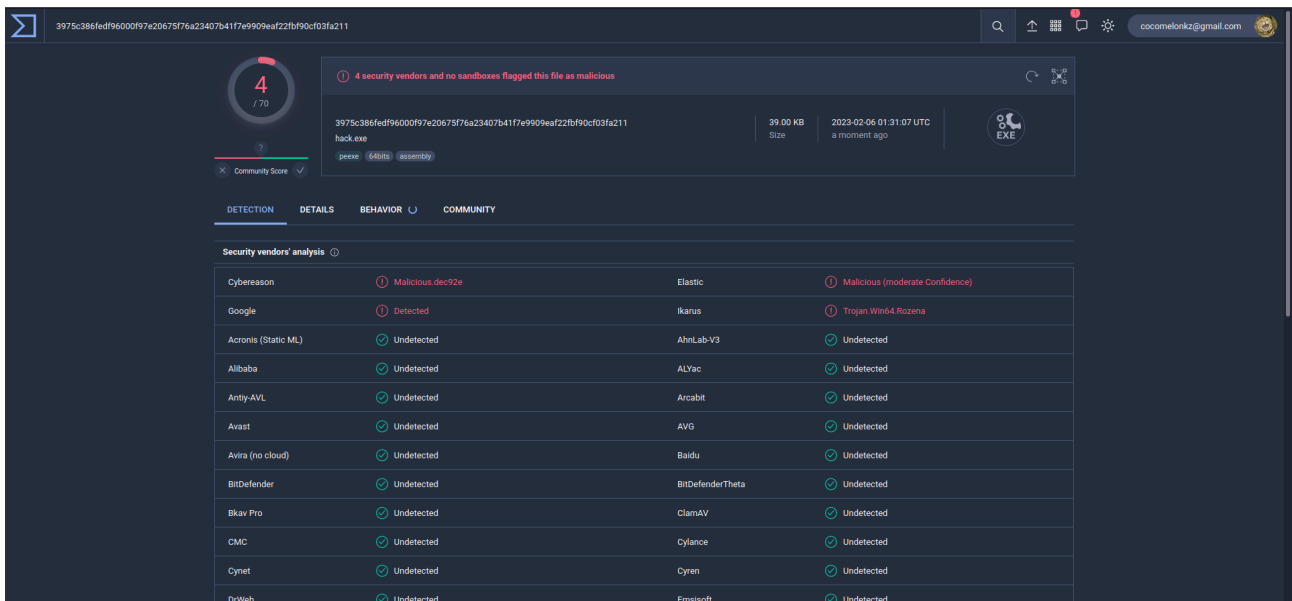 3975c386fedf96000f97e20675f76a23407b41f7e9909eaf22fbf90cf03fa211
1
cocomelonkz@gmail.com
4
/ 70
4 security vendors and no sandboxes flagged this file as malicious
3975c386fedf96000f97e20675f76a23407b41f7e9909eaf22fbf90cf03fa211
hack.exe
peexe 64bits assembly
39.00 KB
Size
2023-02-06 01:31:07 UTC
a moment ago
EXE
?
Community Score
DETECTION DETAILS BEHAVIOR COMMUNITY
Security vendors' analysis
Cybereason Malicious.dec92e Elastic Malicious (moderate Confidence)
Google Detected Ikarus Trojan.Win64.Rozena
Acronis (Static ML) Undetected AhnLab-V3 Undetected
Alibaba Undetected ALYac Undetected
Antiy-AVL Undetected Arcabit Undetected
Avast Undetected AVG Undetected
Avira (no cloud) Undetected Baidu Undetected
BitDefender Undetected BitDefenderTheta Undetected
Bkav Pro Undetected ClamAV Undetected
CMC Undetected Cylance Undetected
Cynet Undetected Cyren Undetected
DrWeb Undetected Emsisoft Undetected